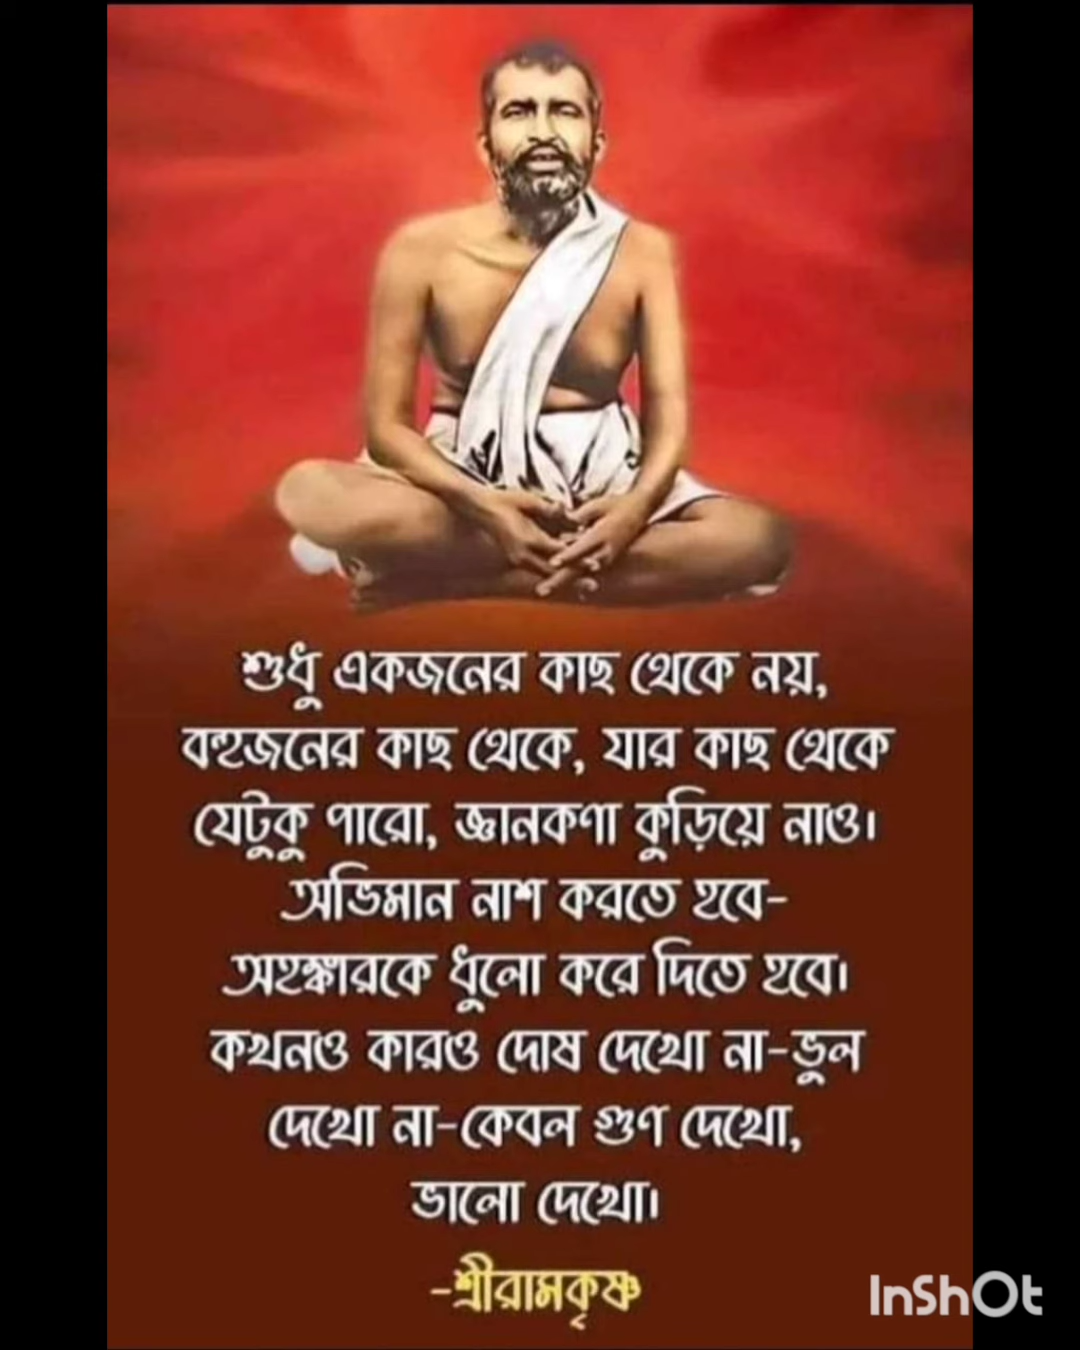 শুধু একজনের কাছ থেকে নয়,
বহুজনের কাছ থেকে, যার কাছ থেকে
যেটুকু পারো, জ্ঞানকণা কুড়িয়ে নাও।
অভিমান নাশ করতে হবে-
অহঙ্কারকে ধুলো করে দিতে হবে।
কখনও কারও দোষ দেখো না-ভুল
দেখো না-কেবল গুণ দেখো,
ভালো দেখো।
-শ্রীরামকৃষ্ণ
InShOt